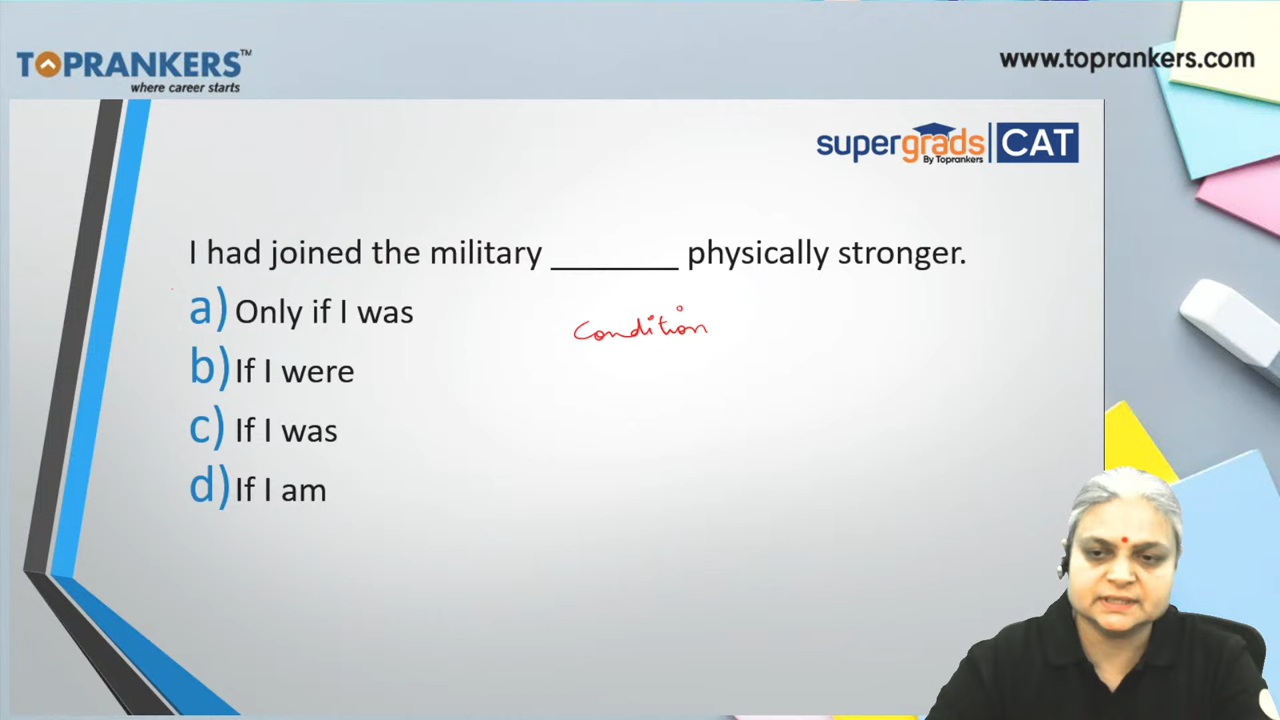 TOPRANKERS™
where career starts
www.toprankers.com
supergrads | CAT
By Toprankers
I had joined the military _______ physically stronger.
a) Only if I was
condition
b) If I were
c) If I was
d) If I am